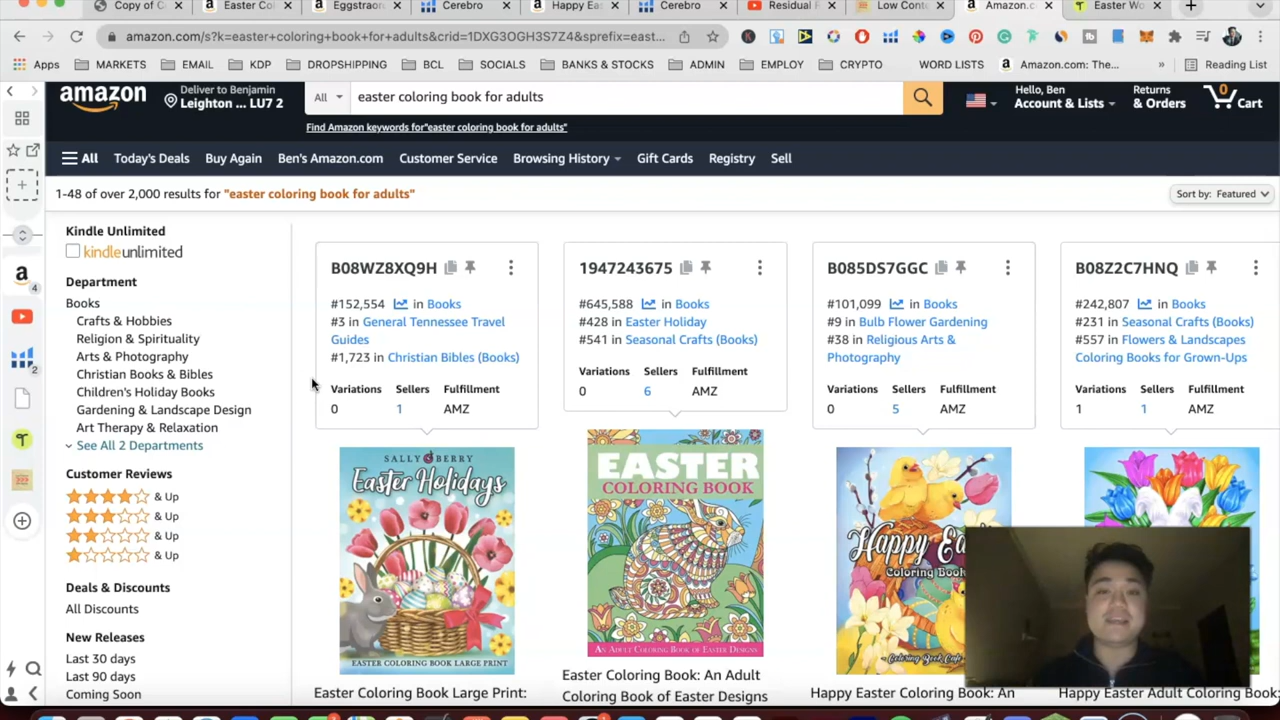 Copy of C
Easter Col
Eggstraor
Cerebro
Happy Eas
Cerebro
Residual F
Low Conte
Amazon.c
Easter Wo
amazon.com/s?k=easter+coloring+book+for+adults&crid=1DXG3OGH3S7Z4&sprefix=east...
Apps
MARKETS
EMAIL
KDP
DROPSHIPPING
BCL
SOCIALS
BANKS & STOCKS
ADMIN
EMPLOY
CRYPTO
WORD LISTS
Amazon.com: The...
»
Reading List
amazon
Deliver to Benjamin
Leighton ... LU7 2
All
easter coloring book for adults
Hello, Ben
Account & Lists
Returns
& Orders
0
Cart
Find Amazon keywords for"easter coloring book for adults"
All
Today's Deals
Buy Again
Ben's Amazon.com
Customer Service
Browsing History
Gift Cards
Registry
Sell
1-48 of over 2,000 results for "easter coloring book for adults"
Sort by: Featured
Kindle Unlimited
kindleunlimited
Department
Books
Crafts & Hobbies
Religion & Spirituality
Arts & Photography
Christian Books & Bibles
Children's Holiday Books
Gardening & Landscape Design
Art Therapy & Relaxation
See All 2 Departments
Customer Reviews
& Up
& Up
& Up
& Up
Deals & Discounts
All Discounts
New Releases
Last 30 days
Last 90 days
Coming Soon
a
4
2
B08WZ8XQ9H
#152,554 in Books
#3 in General Tennessee Travel
Guides
#1,723 in Christian Bibles (Books)
Variations Sellers Fulfillment
0 1 AMZ
SALLY BERRY
Easter Holidays
EASTER COLORING BOOK LARGE PRINT
Easter Coloring Book Large Print:
1947243675
#645,588 in Books
#428 in Easter Holiday
#541 in Seasonal Crafts (Books)
Variations Sellers Fulfillment
0 6 AMZ
EASTER
COLORING BOOK
AN ADULT COLORING BOOK OF EASTER DESIGNS
Easter Coloring Book: An Adult
Coloring Book of Easter Designs
B085DS7GGC
#101,099 in Books
#9 in Bulb Flower Gardening
#38 in Religious Arts &
Photography
Variations Sellers Fulfillment
0 5 AMZ
Happy Ea
Coloring Boo
Coloring Book Cafe
Happy Easter Coloring Book: An
B08Z2C7HNQ
#242,807 in Books
#231 in Seasonal Crafts (Books)
#557 in Flowers & Landscapes
Coloring Books for Grown-Ups
Variations Sellers Fulfillment
1 1 AMZ
Happy Easter Adult Coloring Book: